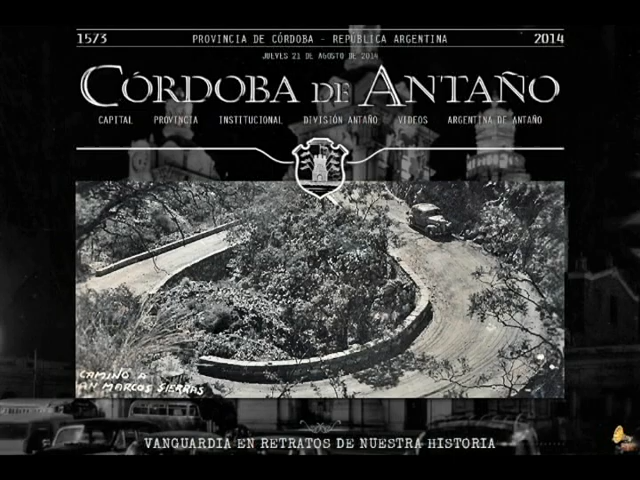 1573 PROVINCIA DE CÓRDOBA - REPÚBLICA ARGENTINA 2014
JUEVES 21 DE AGOSTO DE 2014
CÓRDOBA DE ANTAÑO
CAPITAL PROVINCIA INSTITUCIONAL DIVISIÓN ANTAÑO VIDEOS ARGENTINA DE ANTAÑO
CAMINO A
AN MARCOS SIERRAS
VANGUARDIA EN RETRATOS DE NUESTRA HISTORIA